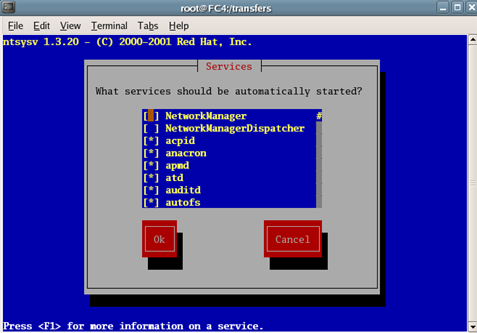 root@FC4:/transfers
File Edit View Terminal Tabs Help
ntsysv 1.3.20 - (C) 2000-2001 Red Hat, Inc.
Services
What services should be automatically started?
[ ] NetworkManager #
[ ] NetworkManagerDispatcher
[*] acpid
[*] anacron
[*] apmd
[*] atd
[*] auditd
[*] autofs
Ok Cancel
Press <F1> for more information on a service.